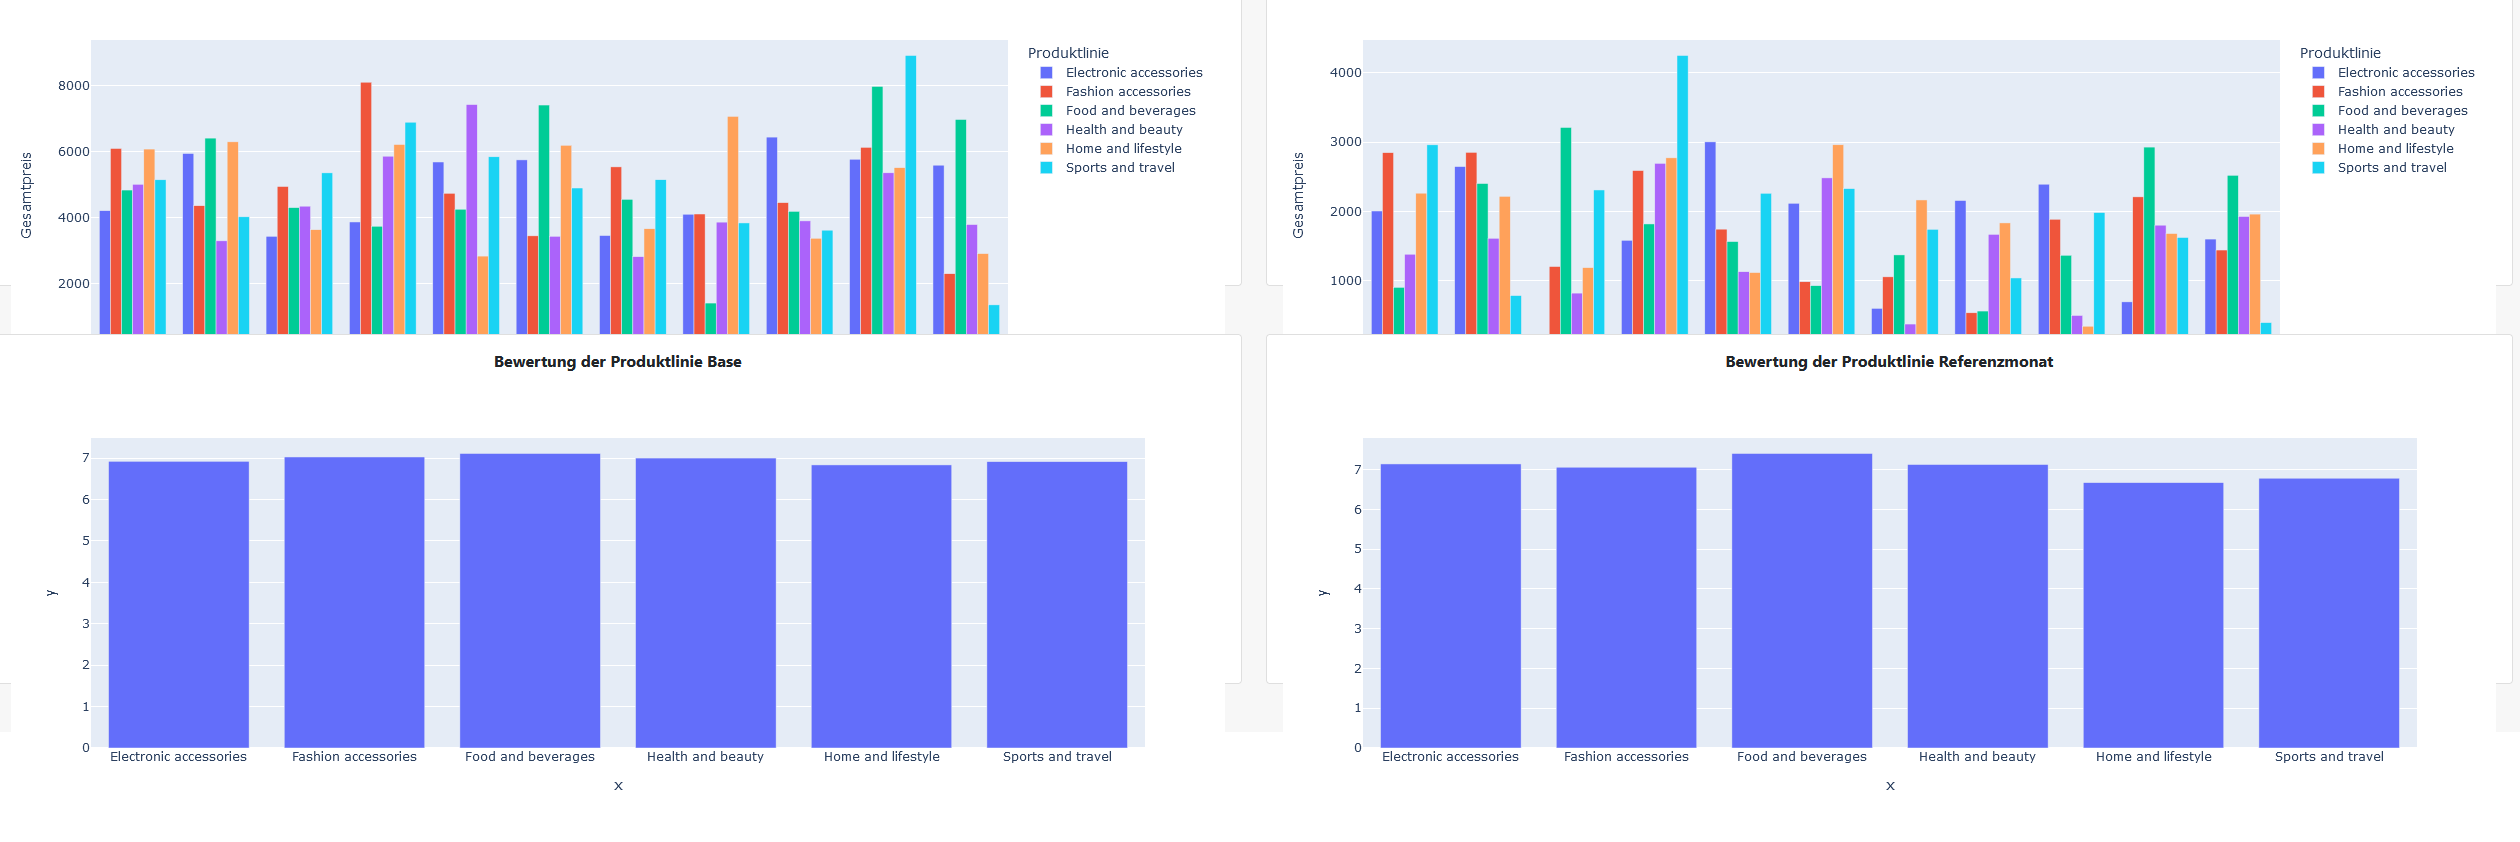 Gesamtpreis
8000
6000
4000
2000
Produktlinie
Electronic accessories
Fashion accessories
Food and beverages
Health and beauty
Home and lifestyle
Sports and travel
Gesamtpreis
4000
3000
2000
1000
Produktlinie
Electronic accessories
Fashion accessories
Food and beverages
Health and beauty
Home and lifestyle
Sports and travel
Bewertung der Produktlinie Base
y
7
6
5
4
3
2
1
0
Electronic accessories Fashion accessories Food and beverages Health and beauty Home and lifestyle Sports and travel
x
Bewertung der Produktlinie Referenzmonat
y
7
6
5
4
3
2
1
0
Electronic accessories Fashion accessories Food and beverages Health and beauty Home and lifestyle Sports and travel
x